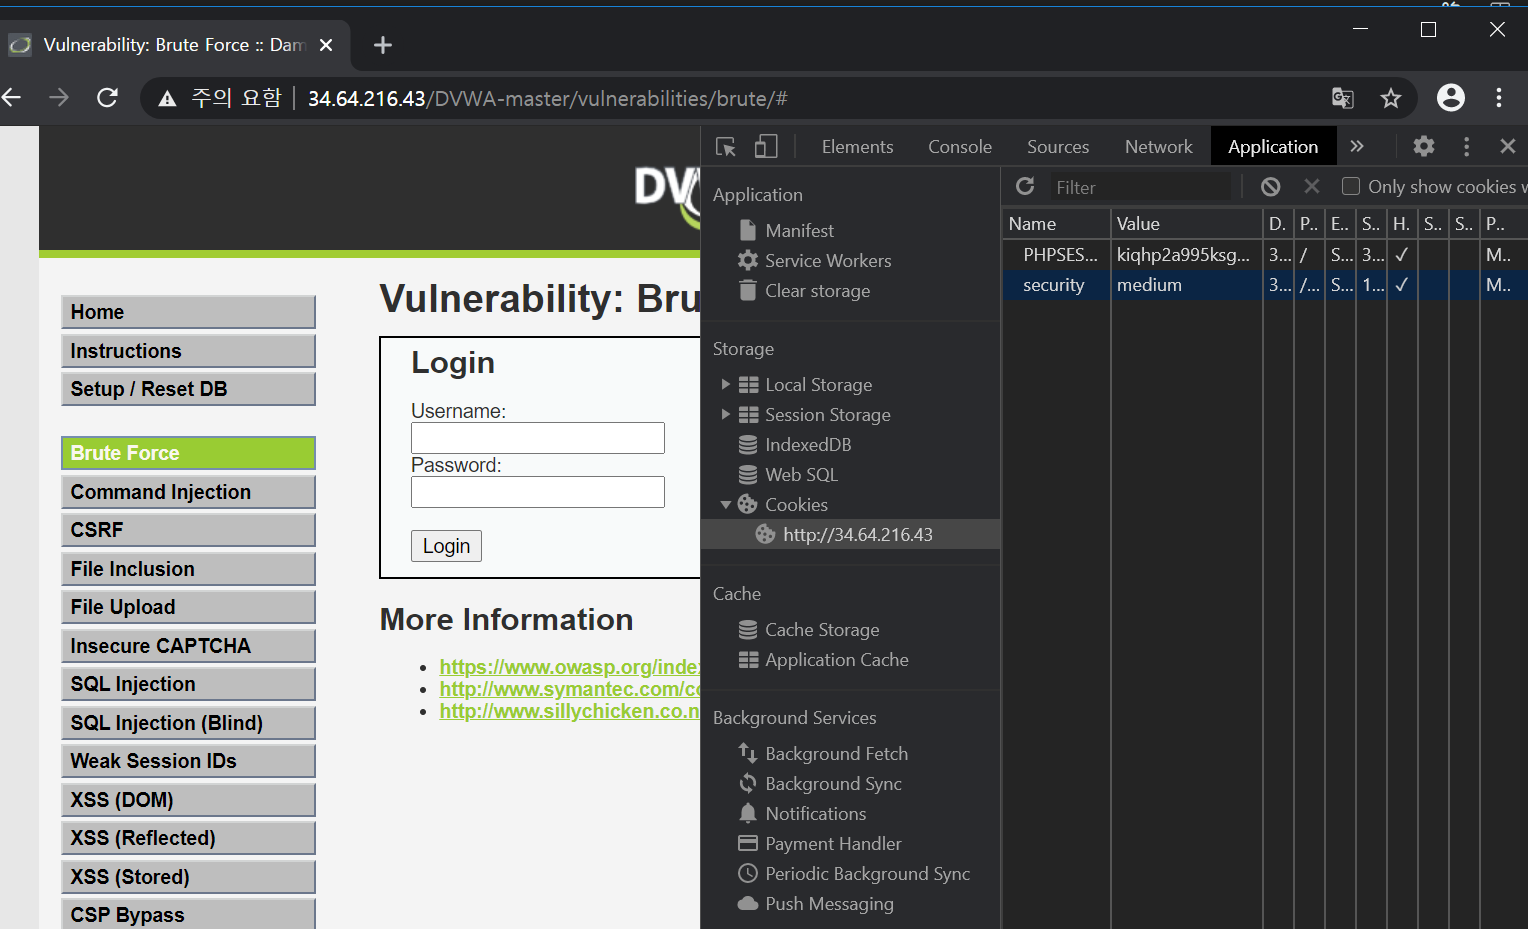 Vulnerability: Brute Force :: Dam
주의 요함 34.64.216.43/DVWA-master/vulnerabilities/brute/#
DV
Home
Instructions
Setup / Reset DB
Brute Force
Command Injection
CSRF
File Inclusion
File Upload
Insecure CAPTCHA
SQL Injection
SQL Injection (Blind)
Weak Session IDs
XSS (DOM)
XSS (Reflected)
XSS (Stored)
CSP Bypass
Vulnerability: Bru
Login
Username:
Password:
Login
More Information
https://www.owasp.org/inde
http://www.symantec.com/co
http://www.sillychicken.co.n
Elements Console Sources Network Application
Application
Manifest
Service Workers
Clear storage
Storage
Local Storage
Session Storage
IndexedDB
Web SQL
Cookies
http://34.64.216.43
Cache
Cache Storage
Application Cache
Background Services
Background Fetch
Background Sync
Notifications
Payment Handler
Periodic Background Sync
Push Messaging
Filter Only show cookies w
Name Value D. P.. E.. S.. H. S.. S.. P..
PHPSES... kiqhp2a995ksg... 3... / S... 3... ✓ M..
security medium 3... /... S... 1... ✓ M..